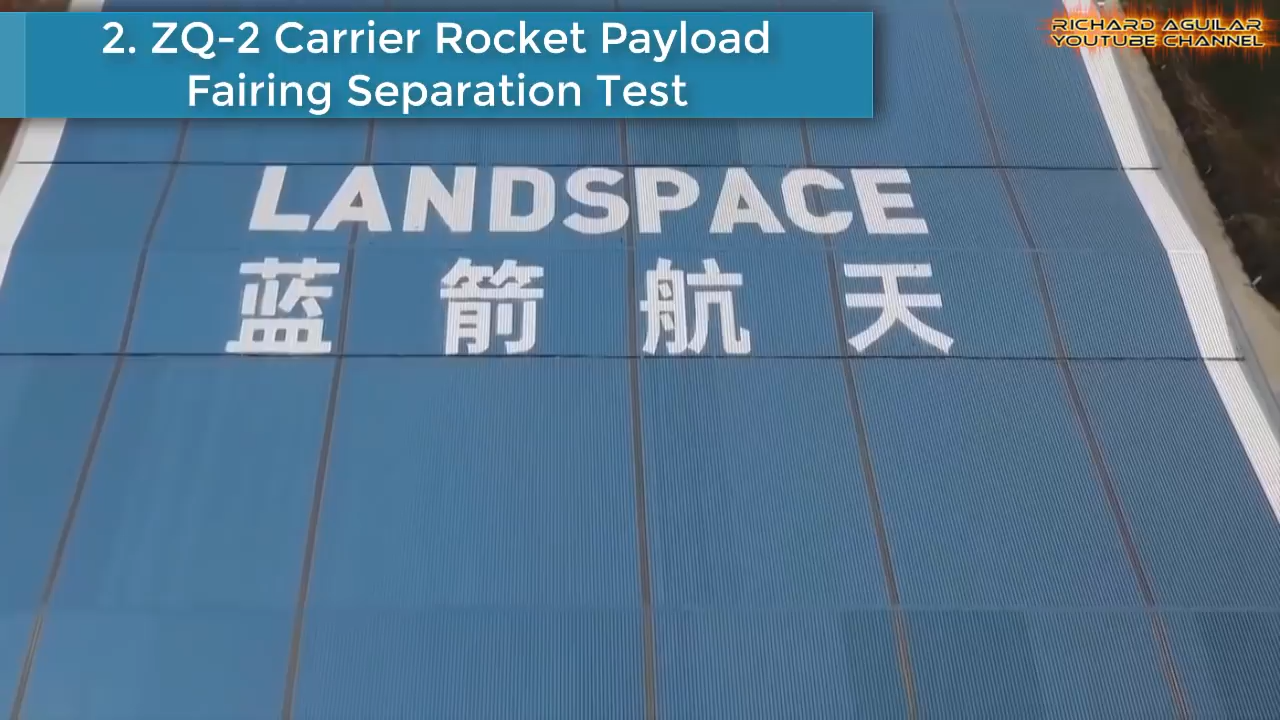 2. ZQ-2 Carrier Rocket Payload
Fairing Separation Test
RICHARD AGUILAR
YOUTUBE CHANNEL
LANDSPACE
蓝箭航天